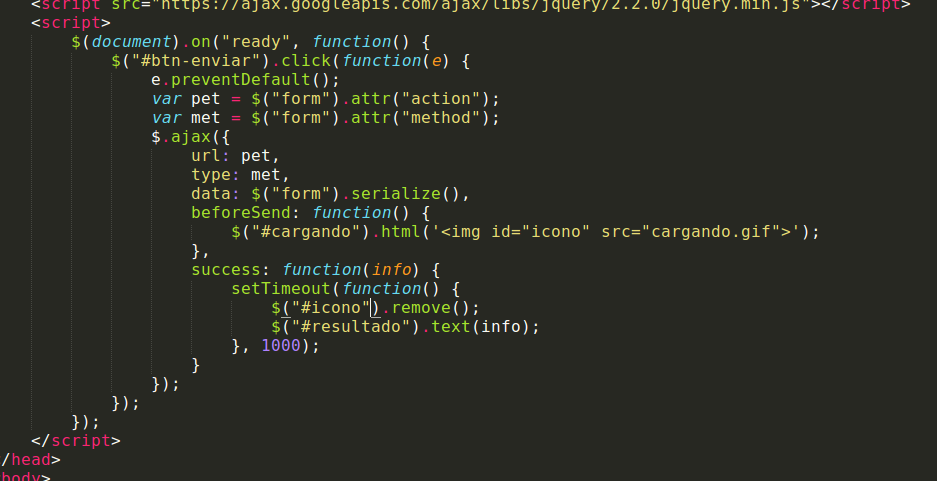 <script src="https://ajax.googleapis.com/ajax/libs/jquery/2.2.0/jquery.min.js"></script>
<script>
$(document).on("ready", function() {
$("#btn-enviar").click(function(e) {
e.preventDefault();
var pet = $("form").attr("action");
var met = $("form").attr("method");
$.ajax({
url: pet,
type: met,
data: $("form").serialize(),
beforeSend: function() {
$("#cargando").html('<img id="icono" src="cargando.gif">');
},
success: function(info) {
setTimeout(function() {
$("#icono").remove();
$("#resultado").text(info);
}, 1000);
}
});
});
});
</script>
/head>
body>